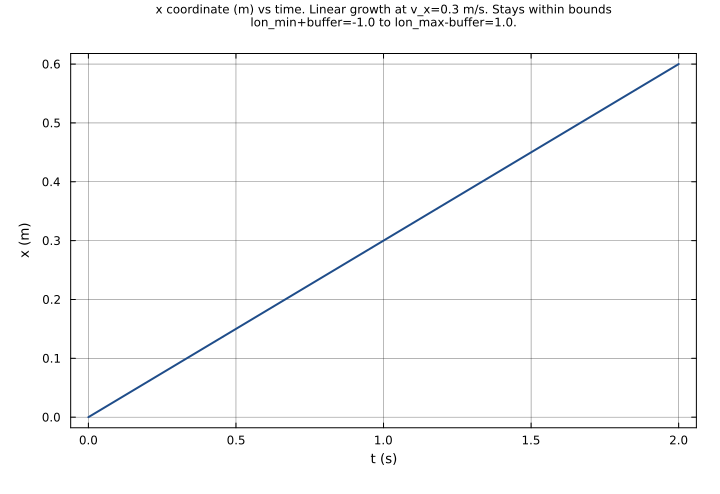 x coordinate (m) vs time. Linear growth at v_x=0.3 m/s. Stays within bounds
lon_min+buffer=-1.0 to lon_max-buffer=1.0.
0.6
0.5
0.4
0.3
0.2
0.1
0.0
x (m)
0.0 0.5 1.0 1.5 2.0
t (s)